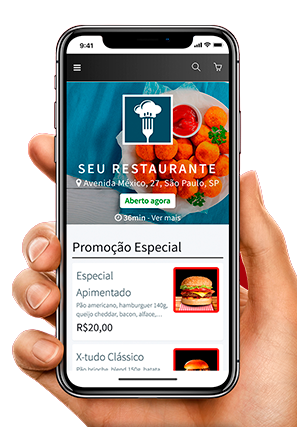 9:41
SEU RESTAURANTE
Avenida México, 27, São Paulo, SP
Aberto agora
36min - Ver mais
Promoção Especial
Especial
Apimentado
Pão americano, hamburguer 140g,
queijo cheddar, bacon, alface,...
R$20,00
X-tudo Clássico
Pão brioche, blend 150g, batata